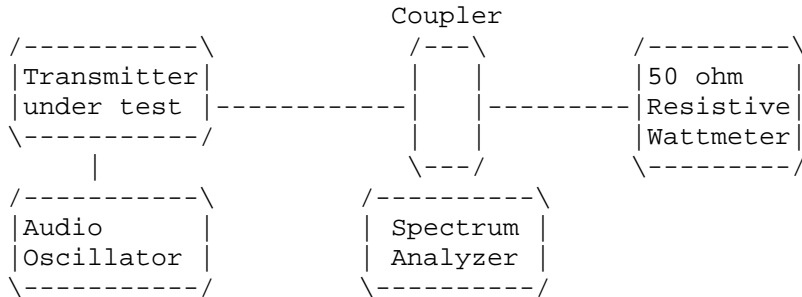 Coupler
Transmitter
under test
50 ohm
Resistive
Wattmeter
Audio
Oscillator
Spectrum
Analyzer